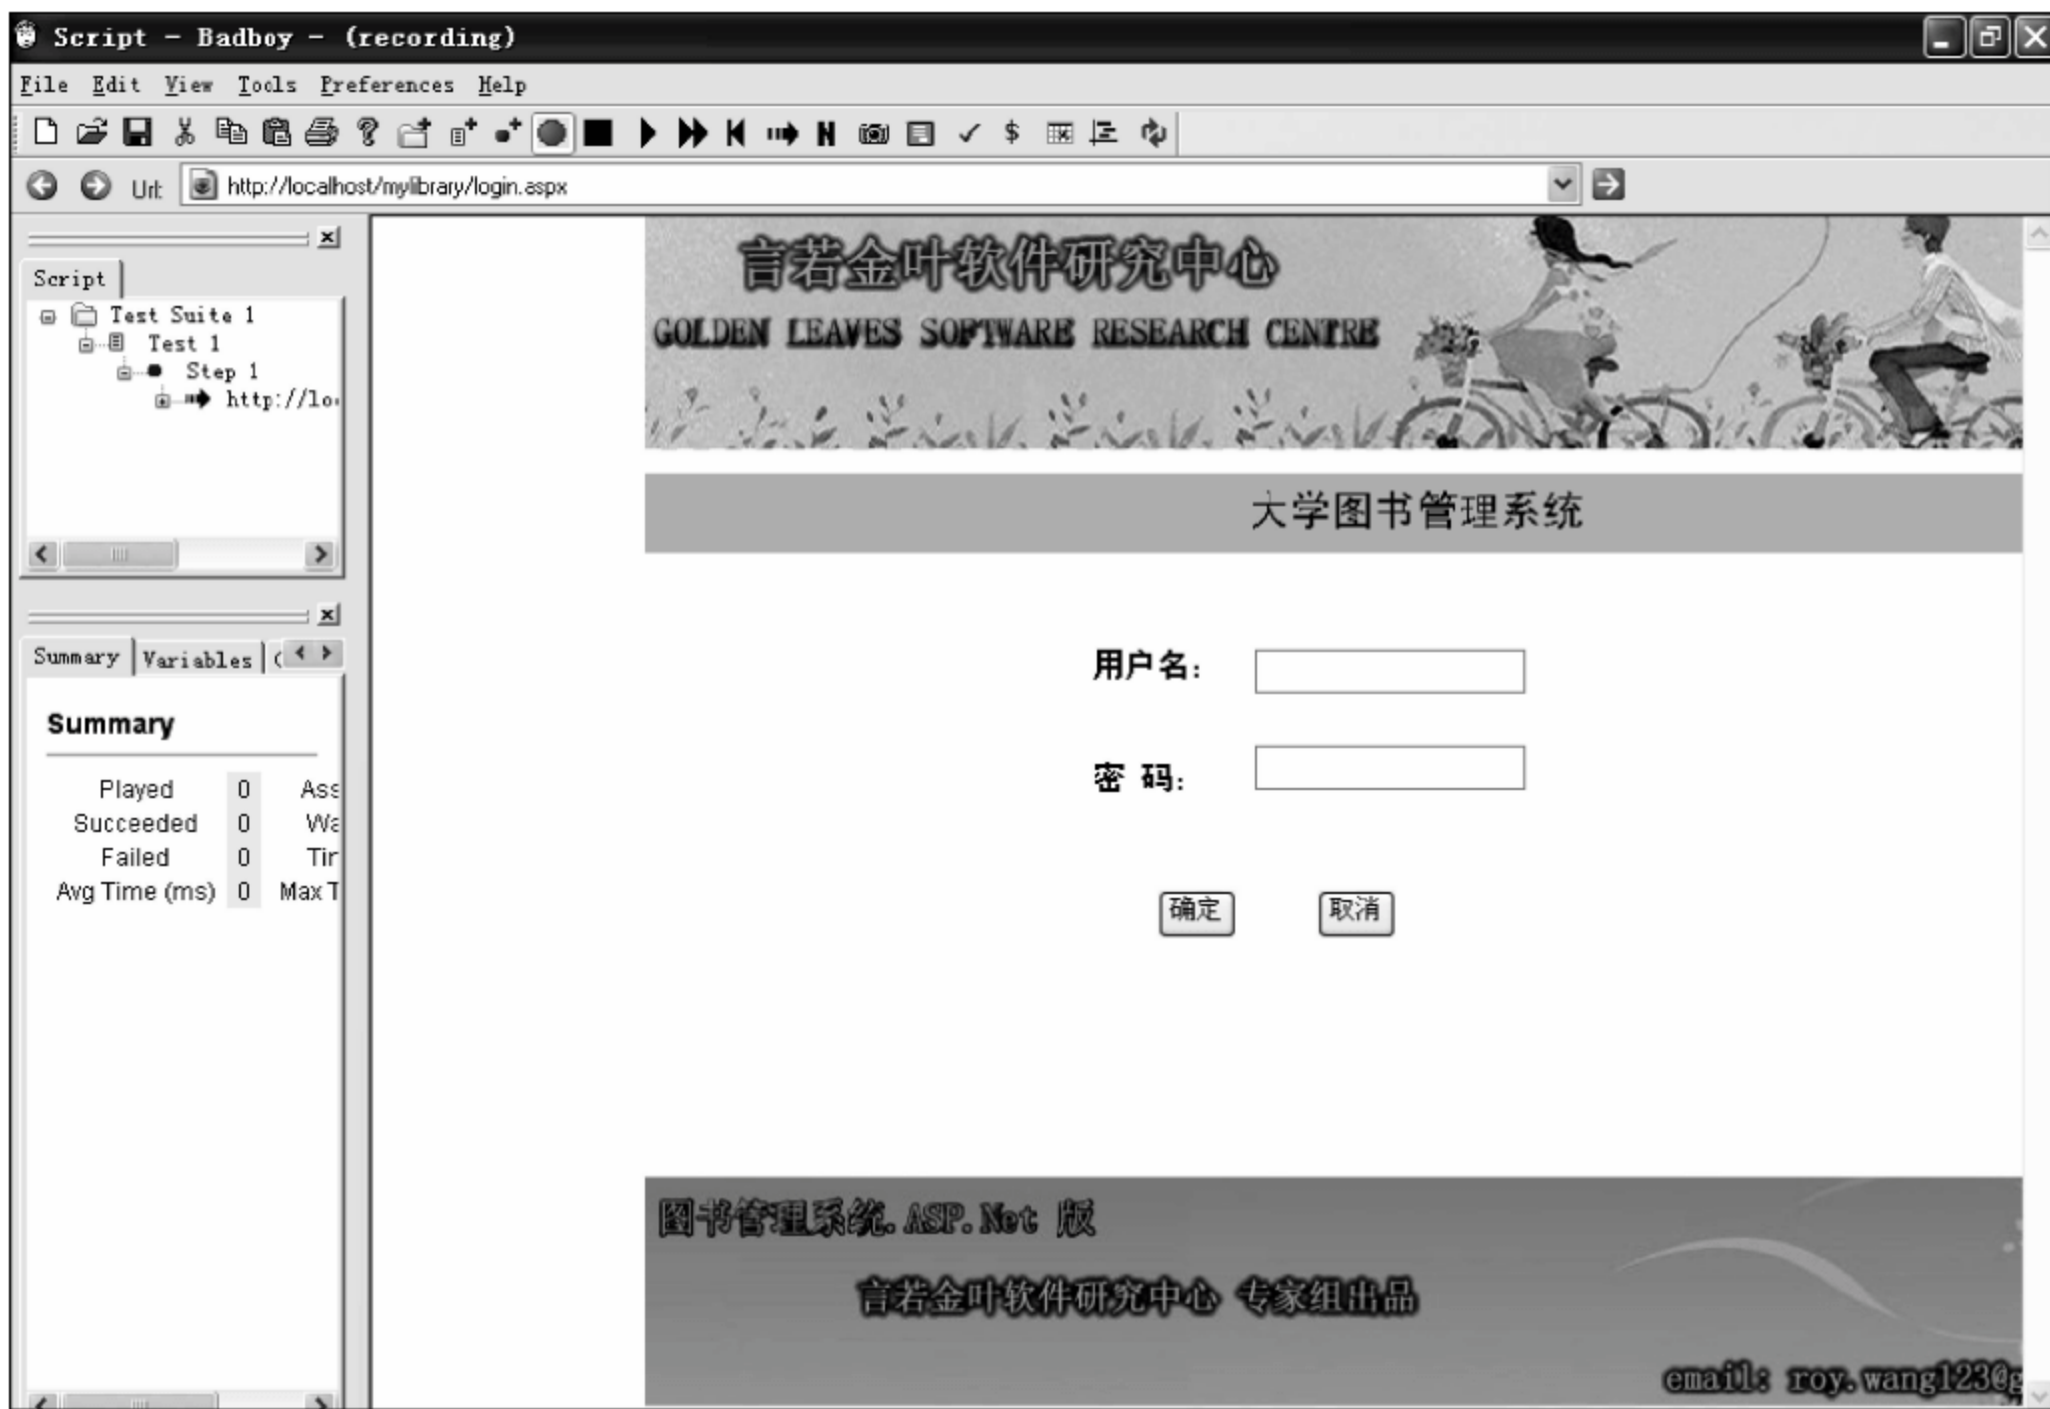 Script - Badboy - (recording)
File Edit View Tools Preferences Help
Url: http://localhost/mylibrary/login.aspx
Script
Test Suite 1
Test 1
Step 1
http://lo
Summary Variables
Summary
Played 0 Ass
Succeeded 0 Wa
Failed 0 Tir
Avg Time (ms) 0 Max T
言若金叶软件研究中心
GOLDEN LEAVES SOFTWARE RESEARCH CENTRE
大学图书管理系统
用户名:
密 码:
确定 取消
图书管理系统.ASP.Net 版
言若金叶软件研究中心 专家组出品
email: roy.wang123@g